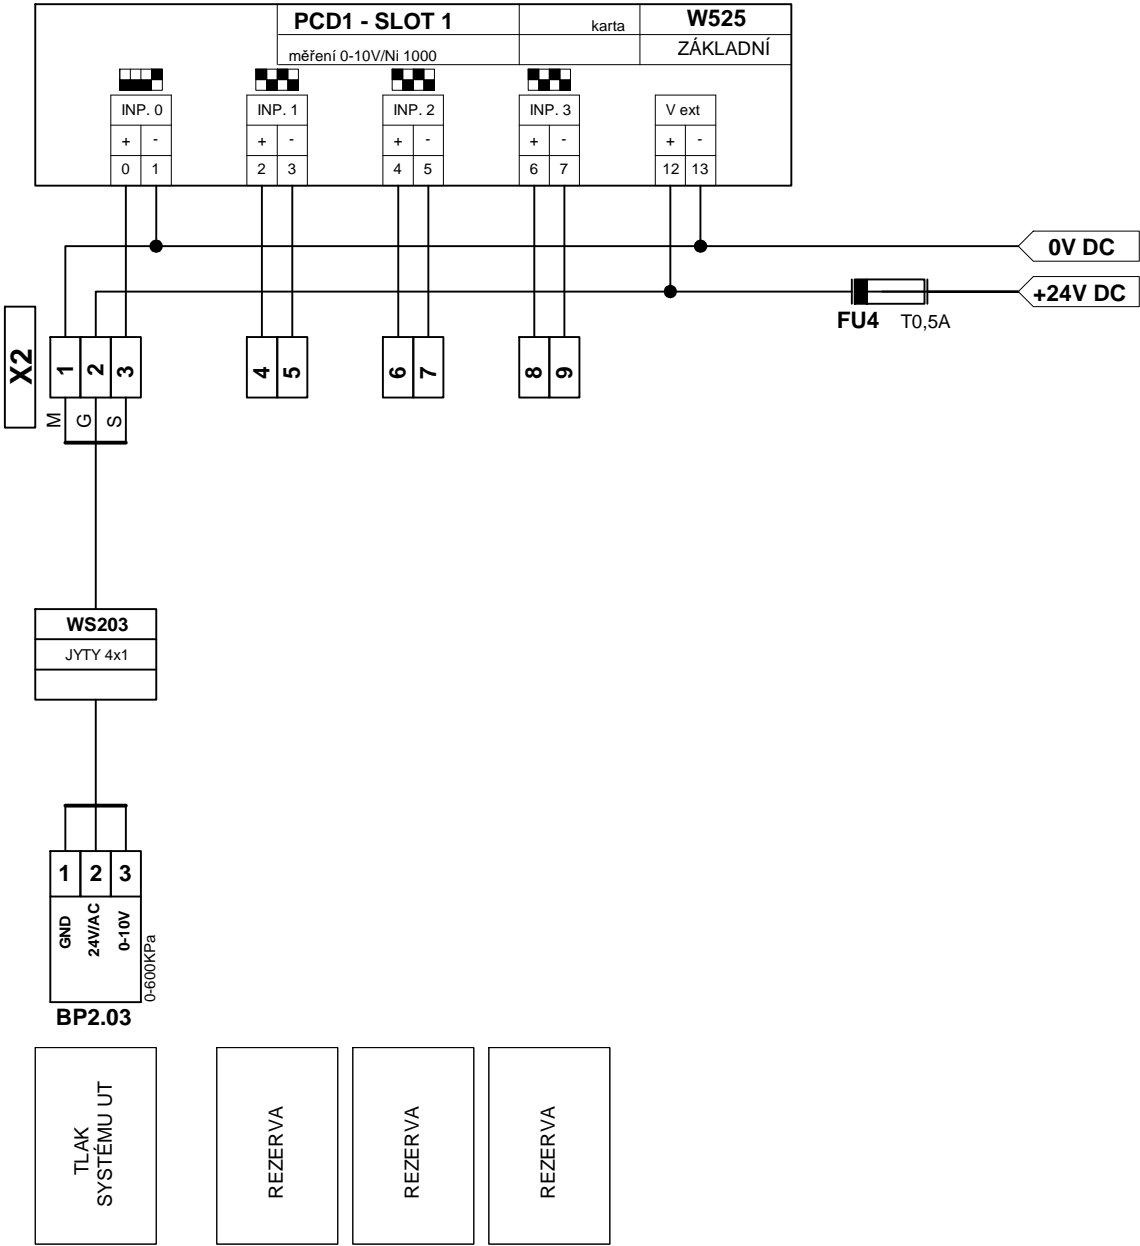 PCD1 - SLOT 1 karta W525
měření 0-10V/Ni 1000 ZÁKLADNÍ
INP. 0 INP. 1 INP. 2 INP. 3 V ext
+ - + - + - + - + -
0 1 2 3 4 5 6 7 12 13
0V DC
+24V DC
FU4 T0,5A
X2
1 2 3 4 5 6 7 8 9
M G S
WS203
JYTY 4x1
1 2 3
GND
24V/AC
0-10V
0-600KPa
BP2.03
TLAK
SYSTÉMU UT
REZERVA
REZERVA
REZERVA